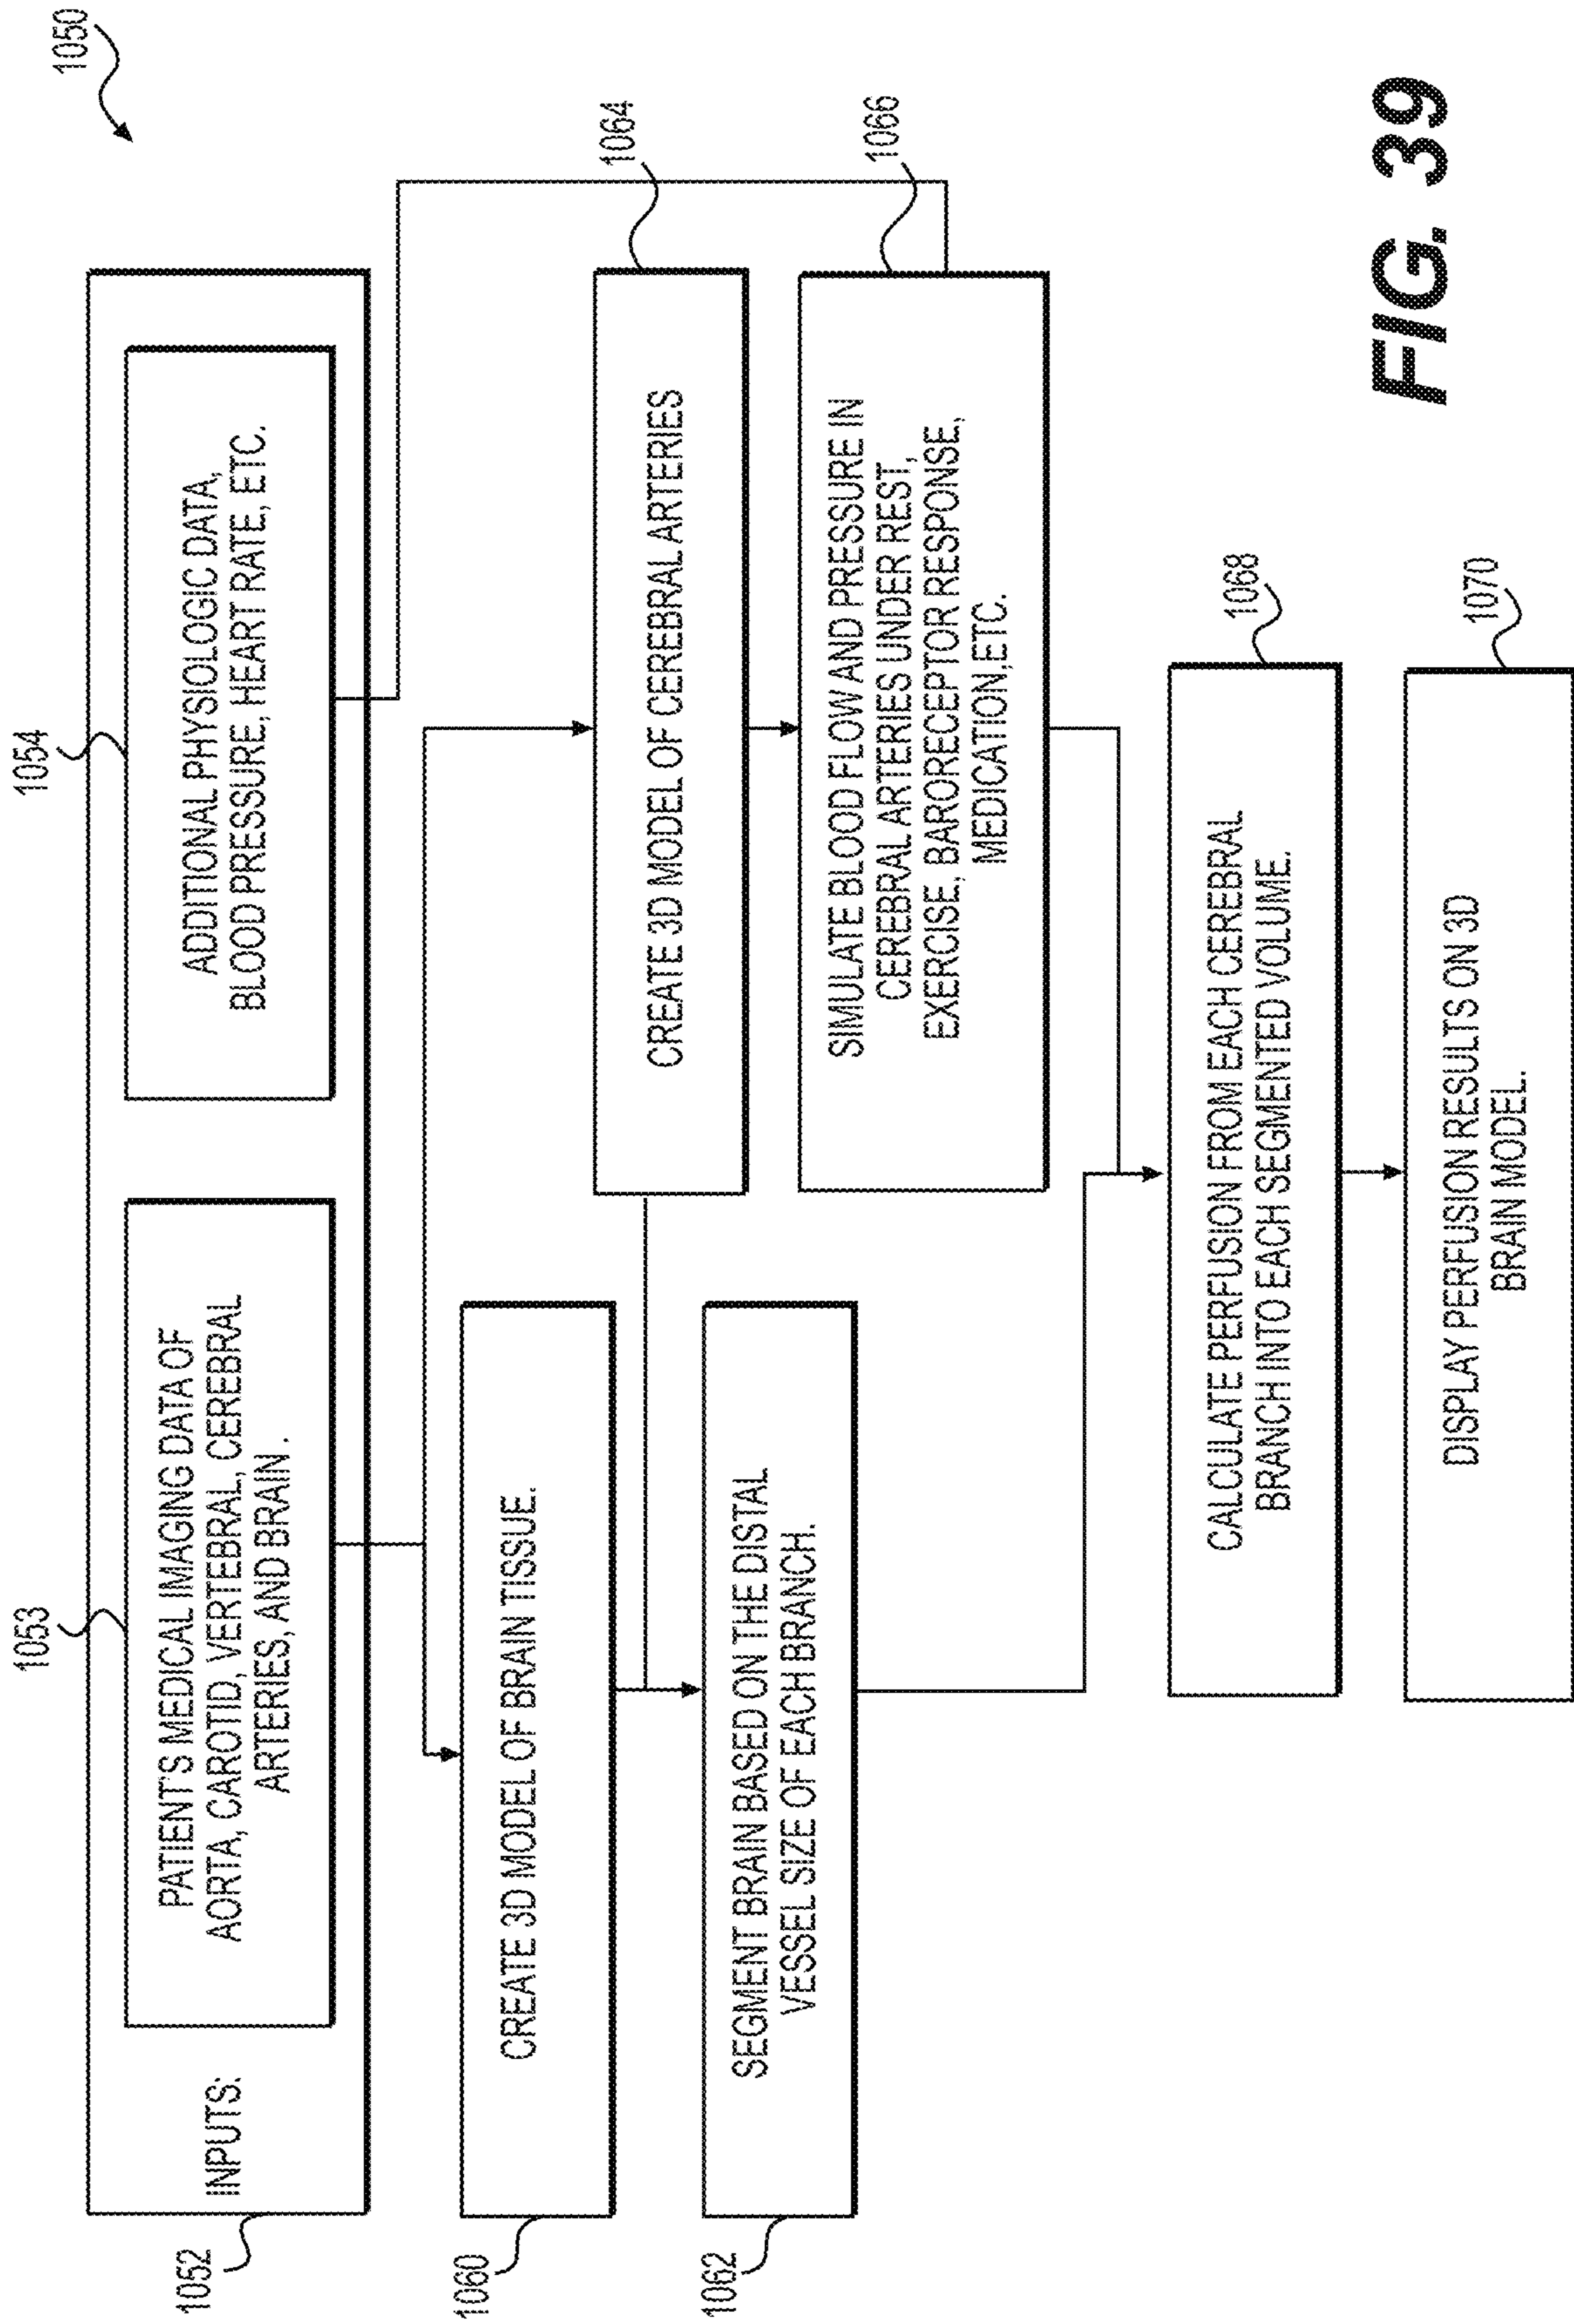 1050
1054
1053
1052
INPUTS:
PATIENT'S MEDICAL IMAGING DATA OF
AORTA, CAROTID, VERTEBRAL, CEREBRAL
ARTERIES, AND BRAIN .
ADDITIONAL PHYSIOLOGIC DATA,
BLOOD PRESSURE, HEART RATE, ETC.
1060
CREATE 3D MODEL OF BRAIN TISSUE.
1062
SEGMENT BRAIN BASED ON THE DISTAL
VESSEL SIZE OF EACH BRANCH.
1064
CREATE 3D MODEL OF CEREBRAL ARTERIES
1066
SIMULATE BLOOD FLOW AND PRESSURE IN
CEREBRAL ARTERIES UNDER REST,
EXERCISE, BARORECEPTOR RESPONSE,
MEDICATION,ETC.
1068
CALCULATE PERFUSION FROM EACH CEREBRAL
BRANCH INTO EACH SEGMENTED VOLUME.
1070
DISPLAY PERFUSION RESULTS ON 3D
BRAIN MODEL.
FIG. 39